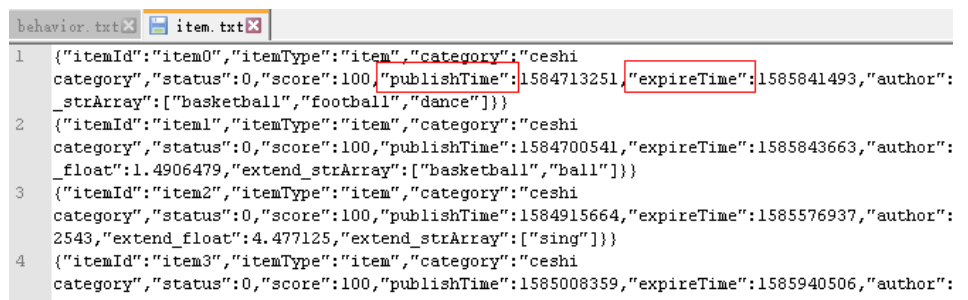 behavior.txt item.txt
1 {"itemId":"item0","itemType":"item","category":"ceshi
category","status":0,"score":100,"publishTime":1584713251,"expireTime":1585841493,"author":
_strArray":["basketball","football","dance"]}}
2 {"itemId":"item1","itemType":"item","category":"ceshi
category","status":0,"score":100,"publishTime":1584700541,"expireTime":1585843663,"author":
_float":1.4906479,"extend_strArray":["basketball","ball"]}}
3 {"itemId":"item2","itemType":"item","category":"ceshi
category","status":0,"score":100,"publishTime":1584915664,"expireTime":1585576937,"author":
2543,"extend_float":4.477125,"extend_strArray":["sing"]}}
4 {"itemId":"item3","itemType":"item","category":"ceshi
category","status":0,"score":100,"publishTime":1585008359,"expireTime":1585940506,"author":